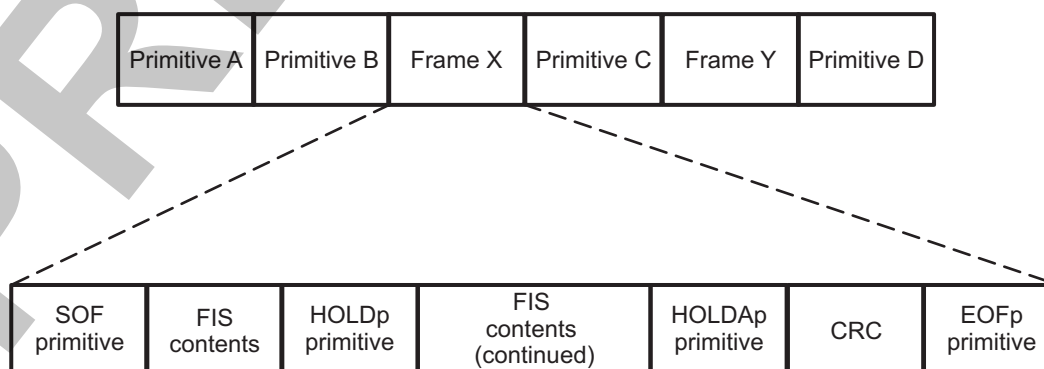 Primitive A Primitive B Frame X Primitive C Frame Y Primitive D
SOF primitive
FIS contents
HOLDp primitive
FIS contents (continued)
HOLDAp primitive
CRC
EOFp primitive